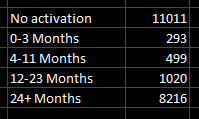 No activation 11011
0-3 Months 293
4-11 Months 499
12-23 Months 1020
24+ Months 8216